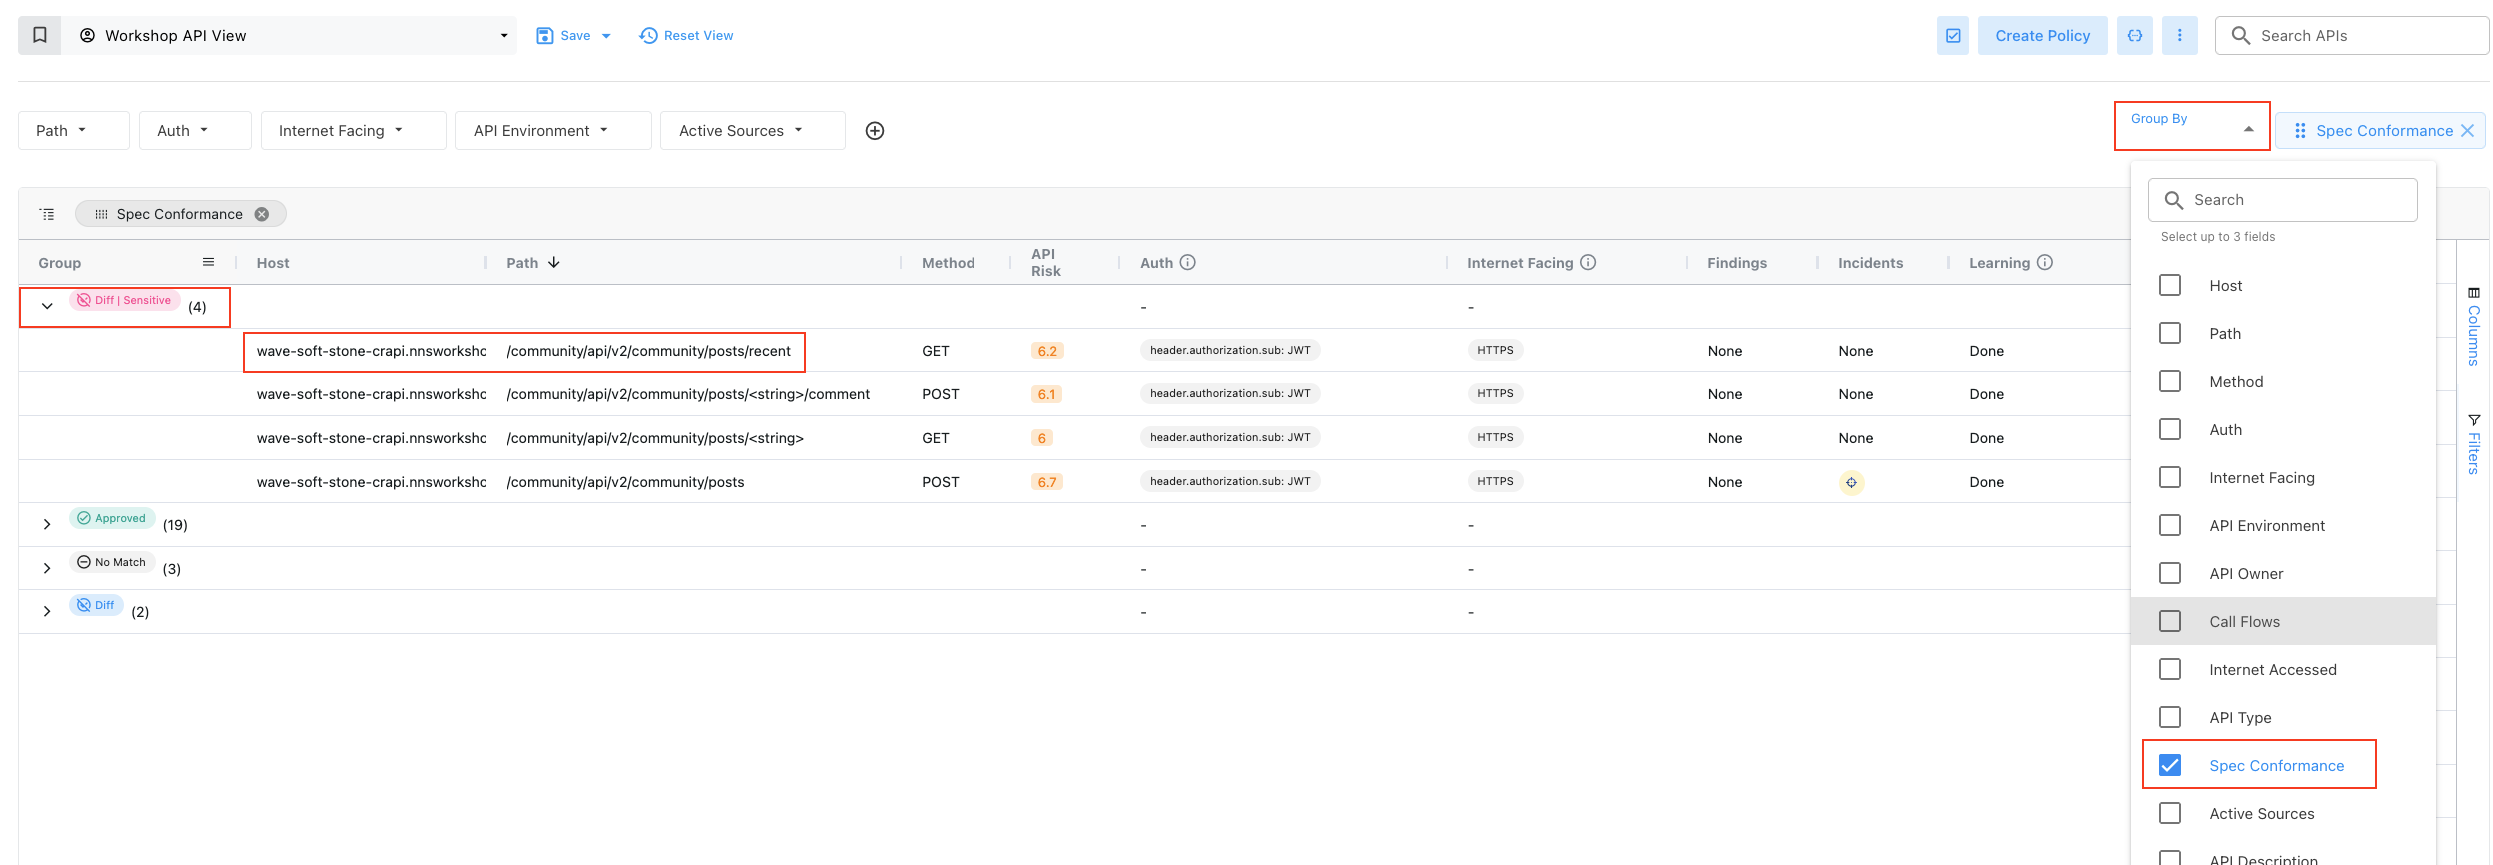 Workshop API View
Save
Reset View
Create Policy
Search APIs
Path
Auth
Internet Facing
API Environment
Active Sources
Group By
Spec Conformance
Spec Conformance
Search
Select up to 3 fields
Group Host Path Method API Risk Auth Internet Facing Findings Incidents Learning
Diff | Sensitive (4) - -
wave-soft-stone-crapi.nnsworksho /community/api/v2/community/posts/recent GET 6.2 header.authorization.sub: JWT HTTPS None None Done
wave-soft-stone-crapi.nnsworksho /community/api/v2/community/posts/<string>/comment POST 6.1 header.authorization.sub: JWT HTTPS None None Done
wave-soft-stone-crapi.nnsworksho /community/api/v2/community/posts/<string> GET 6 header.authorization.sub: JWT HTTPS None None Done
wave-soft-stone-crapi.nnsworksho /community/api/v2/community/posts POST 6.7 header.authorization.sub: JWT HTTPS None Done
Approved (19) - -
No Match (3) - -
Diff (2) - -
Host
Path
Method
Auth
Internet Facing
API Environment
API Owner
Call Flows
Internet Accessed
API Type
Spec Conformance
Active Sources
API Description
Columns
Filters